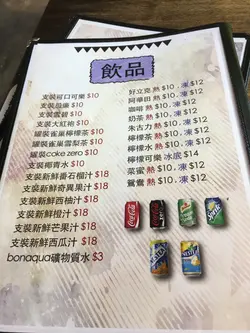 飲品
支裝可口可樂 $10
支裝忌廉 $10
支裝雪碧 $10
支裝大紅袍 $10
罐裝雀巢檸檬茶 $10
罐裝雀巢雪梨茶 $10
罐裝coke zero $10
支裝椰青水 $10
支裝新鮮番石榴汁 $18
支裝新鮮奇異果汁 $18
支裝新鮮西柚汁 $18
支裝新鮮橙汁 $18
支裝新鮮芒果汁 $18
支裝新鮮西瓜汁 $18
bonaqua礦物質水 $3
好立克 熱 $10 . 凍 $12
阿華田 熱 $10 . 凍 $12
咖啡 熱 $10 . 凍 $12
奶茶 熱 $10 . 凍 $12
朱古力 熱 $10 . 凍 $12
檸檬茶 熱 $10 . 凍 $12
檸檬水 熱 $10 . 凍 $12
檸檬可樂 冰底 $14
茶蜜 熱 $10 . 凍 $12
鴛鴦 熱 $10 . 凍 $12
Sprite